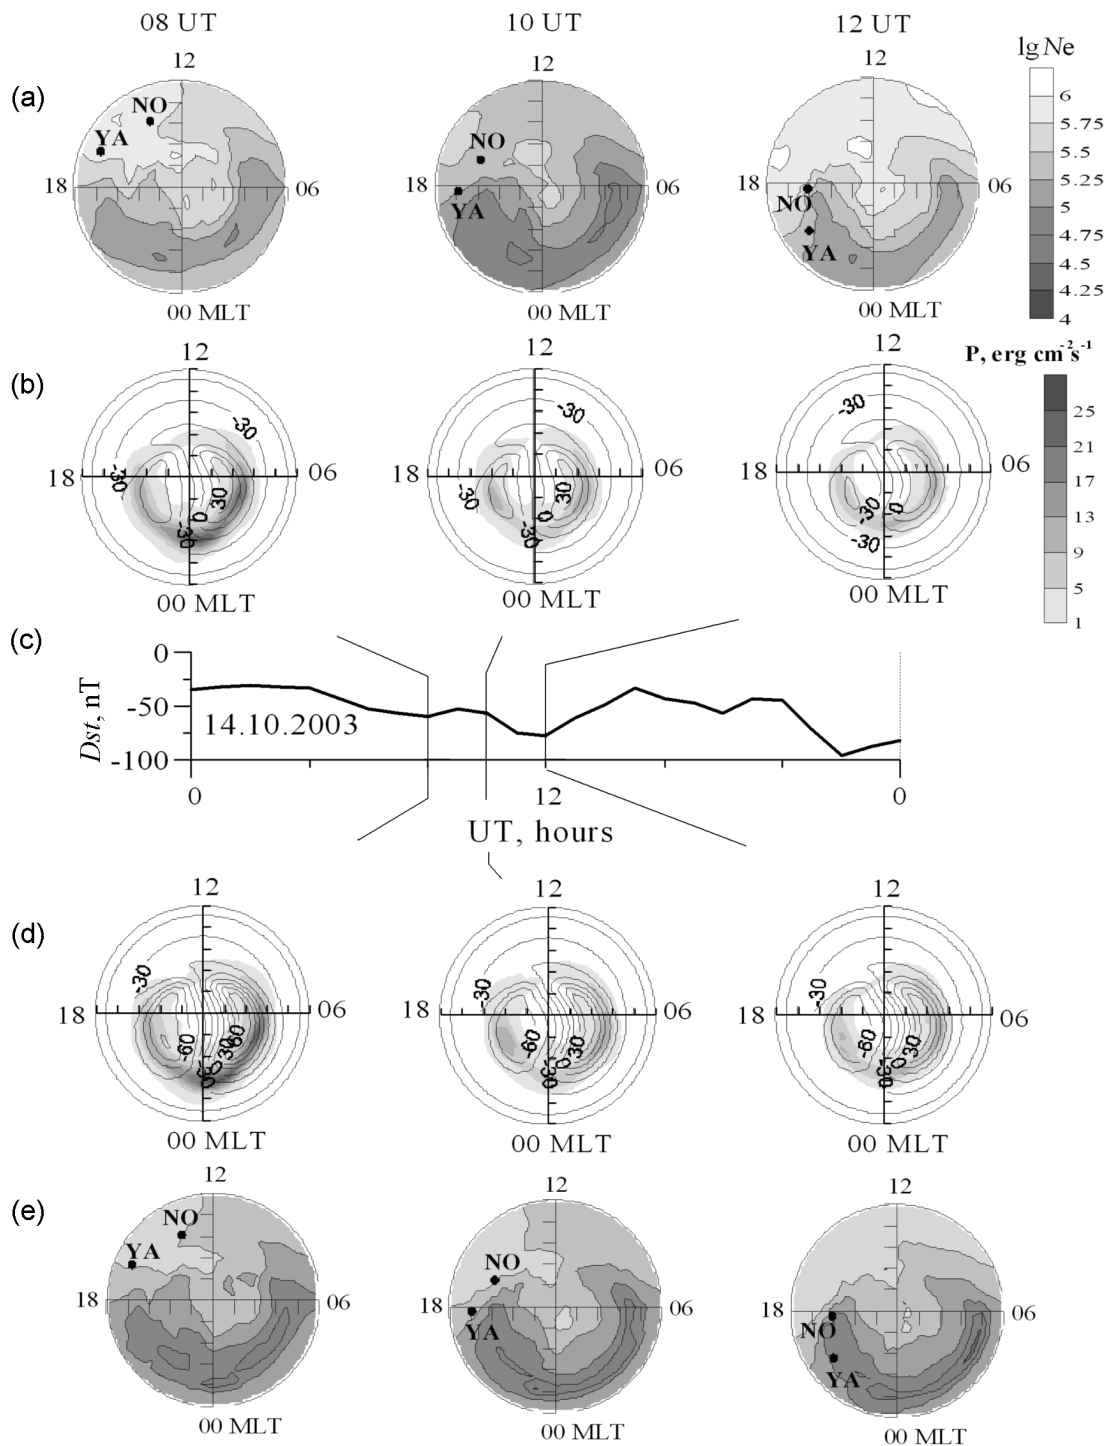 08 UT 10 UT 12 UT
lg Ne
(a)
12 12 12
NO YA 18 06 00 MLT
NO YA 18 06 00 MLT
NO YA 18 06 00 MLT
6
5.75
5.5
5.25
5
4.75
4.5
4.25
4
P, erg cm⁻² s⁻¹
(b)
12 12 12
-30 -30 30 0 -30 18 06 00 MLT
-30 -30 30 0 -30 18 06 00 MLT
-30 -30 0 -30 18 06 00 MLT
25
21
17
13
9
5
1
(c)
Dst, nT
0
-50
-100
14.10.2003
0 12 0
UT, hours
(d)
12 12 12
-30 -60 18 06 00 MLT
-30 -60 0 30 -30 18 06 00 MLT
-30 -60 0 30 -30 18 06 00 MLT
(e)
12 12 12
NO YA 18 06 00 MLT
NO YA 18 06 00 MLT
NO YA 18 06 00 MLT